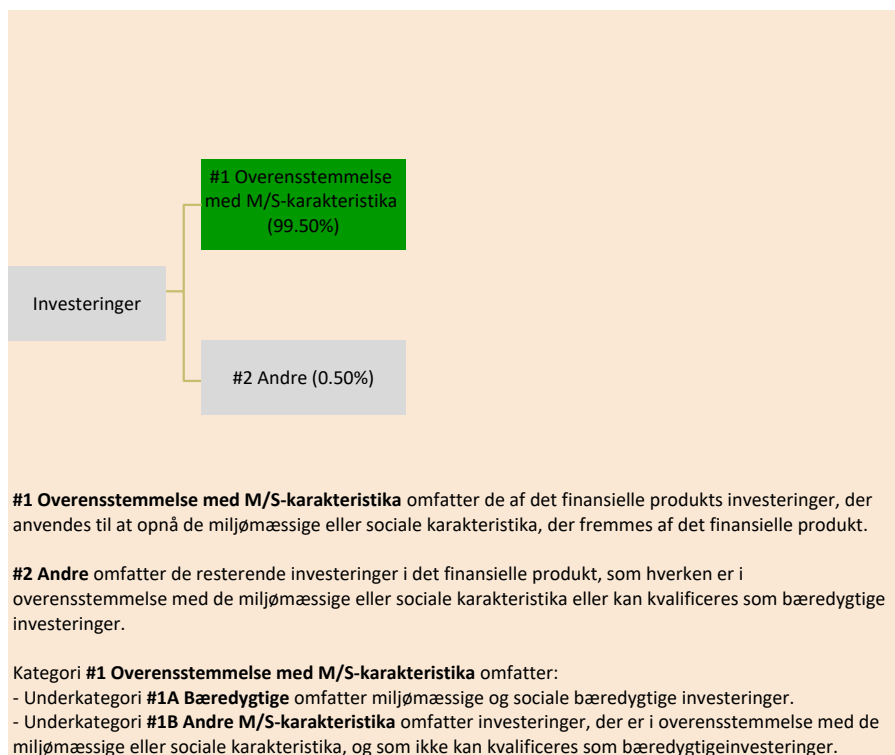 #1 Overensstemmelse
med M/S-karakteristika
(99.50%)
Investeringer
#2 Andre (0.50%)
#1 Overensstemmelse med M/S-karakteristika omfatter de af det finansielle produkts investeringer, der
anvendes til at opnå de miljømæssige eller sociale karakteristika, der fremmes af det finansielle produkt.
#2 Andre omfatter de resterende investeringer i det finansielle produkt, som hverken er i
overensstemmelse med de miljømæssige eller sociale karakteristika eller kan kvalificeres som bæredygtige
investeringer.
Kategori #1 Overensstemmelse med M/S-karakteristika omfatter:
- Underkategori #1A Bæredygtige omfatter miljømæssige og sociale bæredygtige investeringer.
- Underkategori #1B Andre M/S-karakteristika omfatter investeringer, der er i overensstemmelse med de
miljømæssige eller sociale karakteristika, og som ikke kan kvalificeres som bæredygtigeinvesteringer.